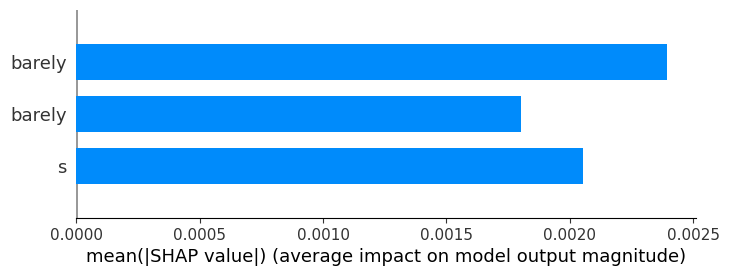 barely
barely
s
0.0000 0.0005 0.0010 0.0015 0.0020 0.0025
mean(|SHAP value|) (average impact on model output magnitude)